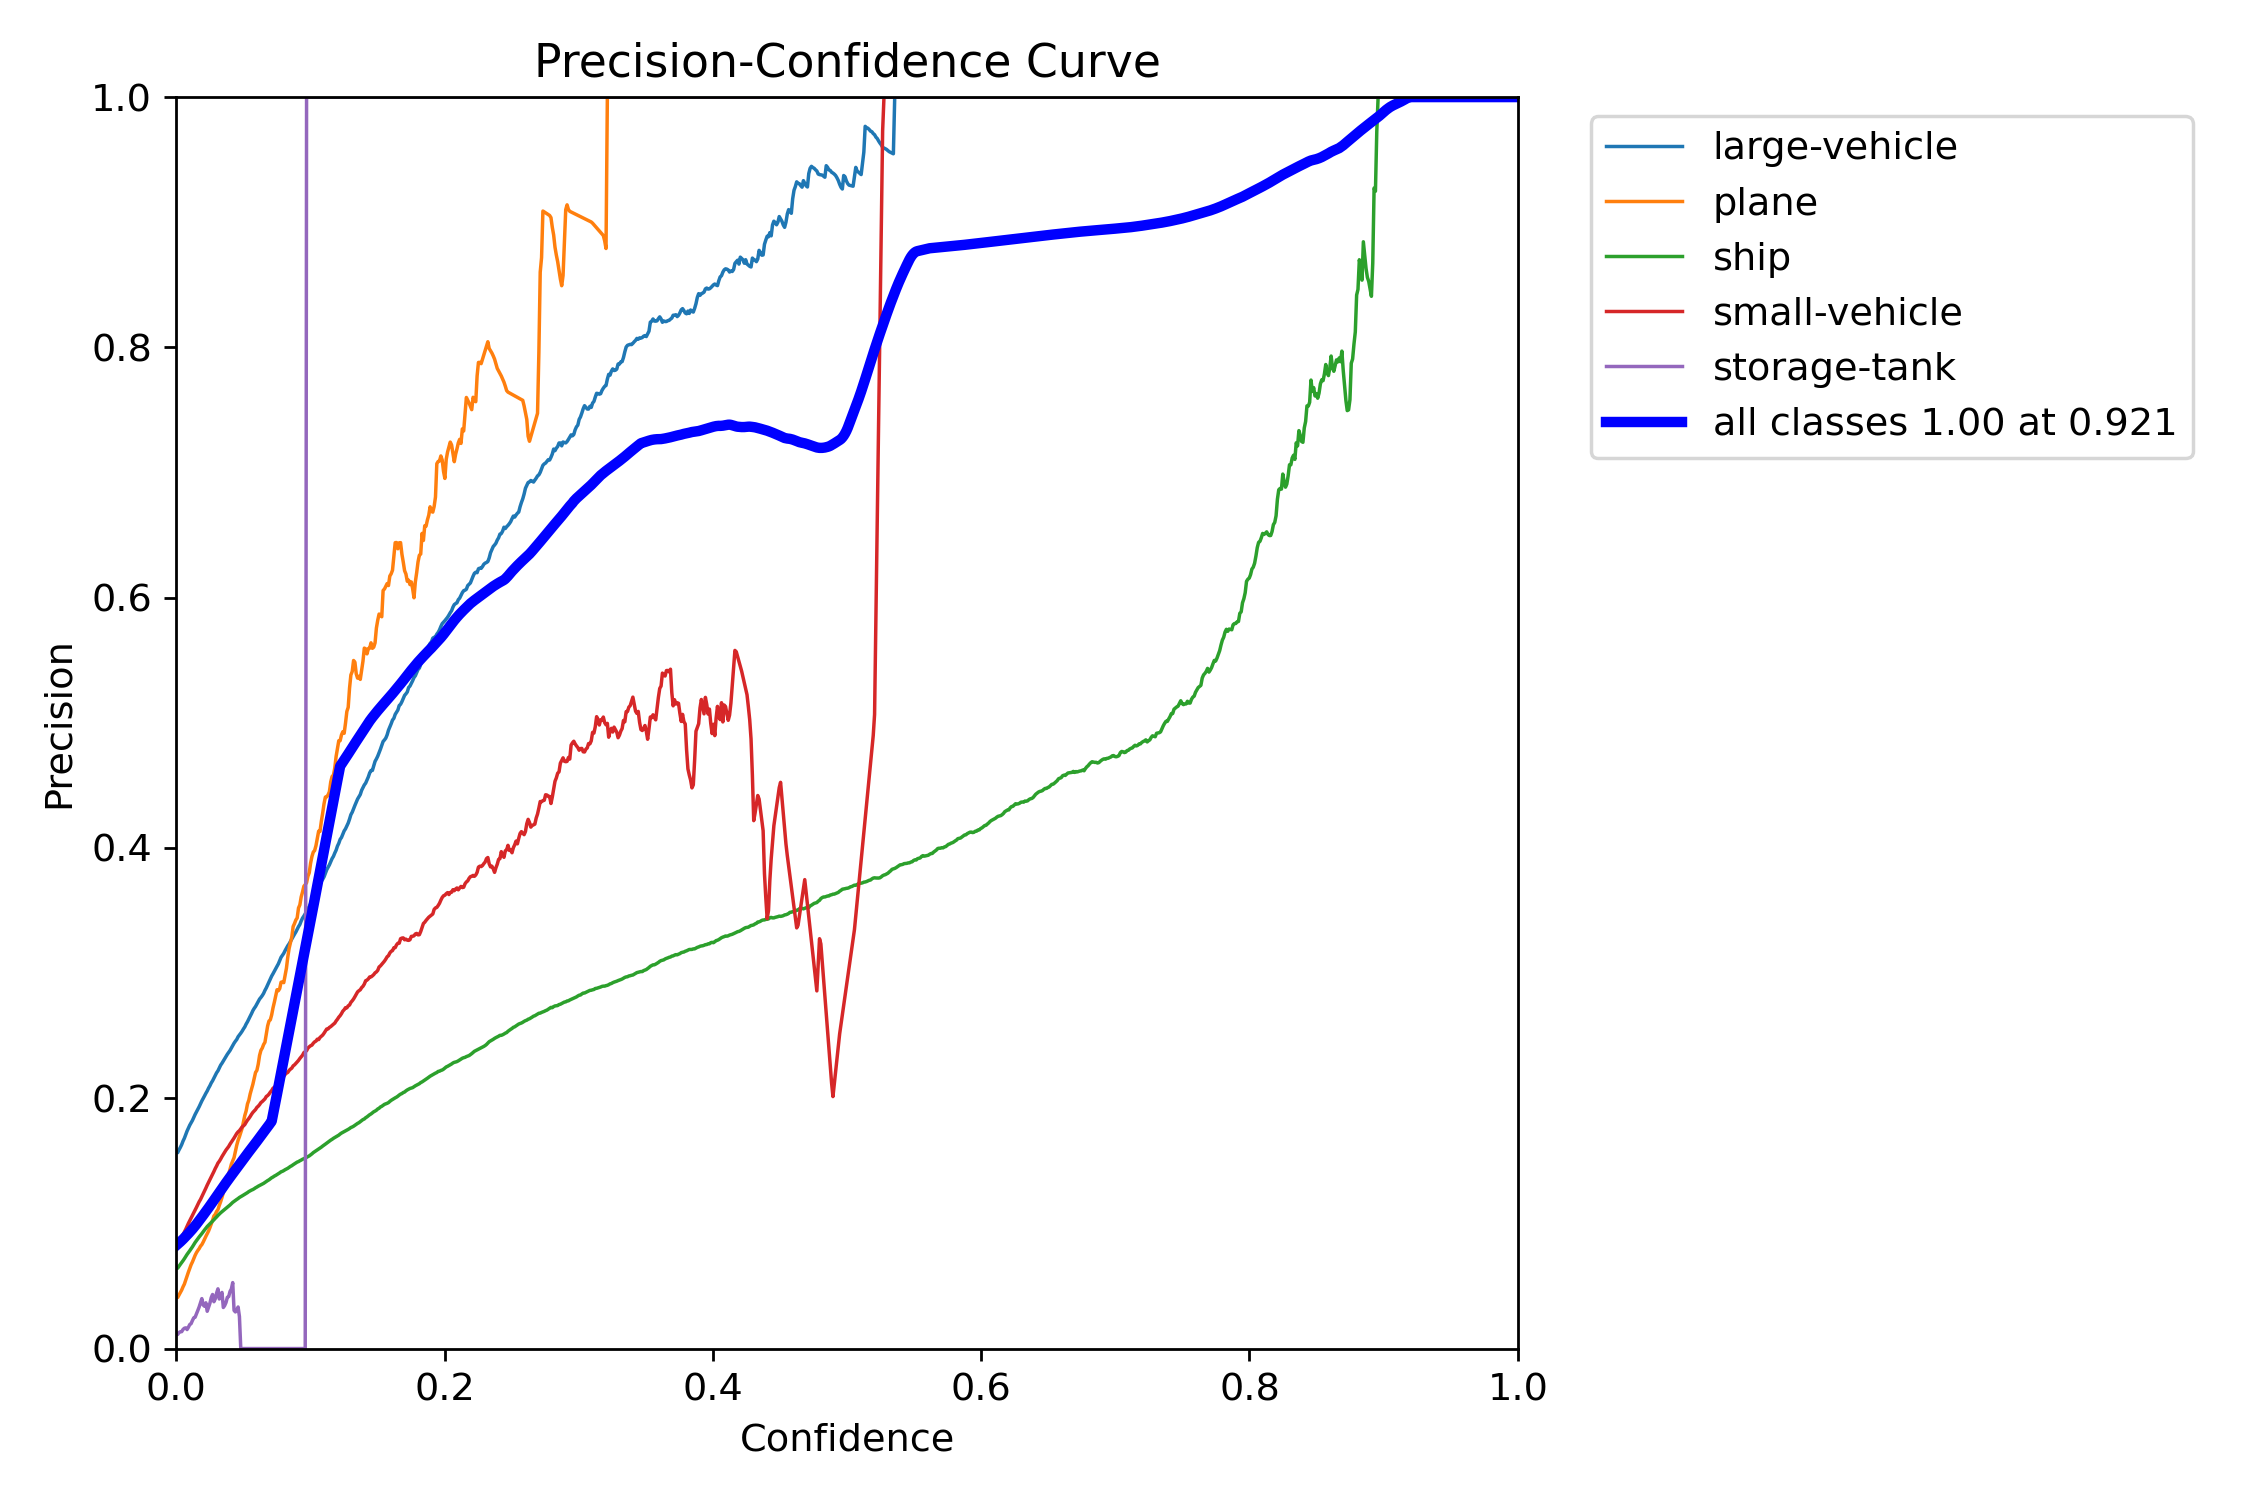 Precision-Confidence Curve
1.0
0.8
0.6
0.4
0.2
0.0
Precision
0.0 0.2 0.4 0.6 0.8 1.0
Confidence
large-vehicle
plane
ship
small-vehicle
storage-tank
all classes 1.00 at 0.921